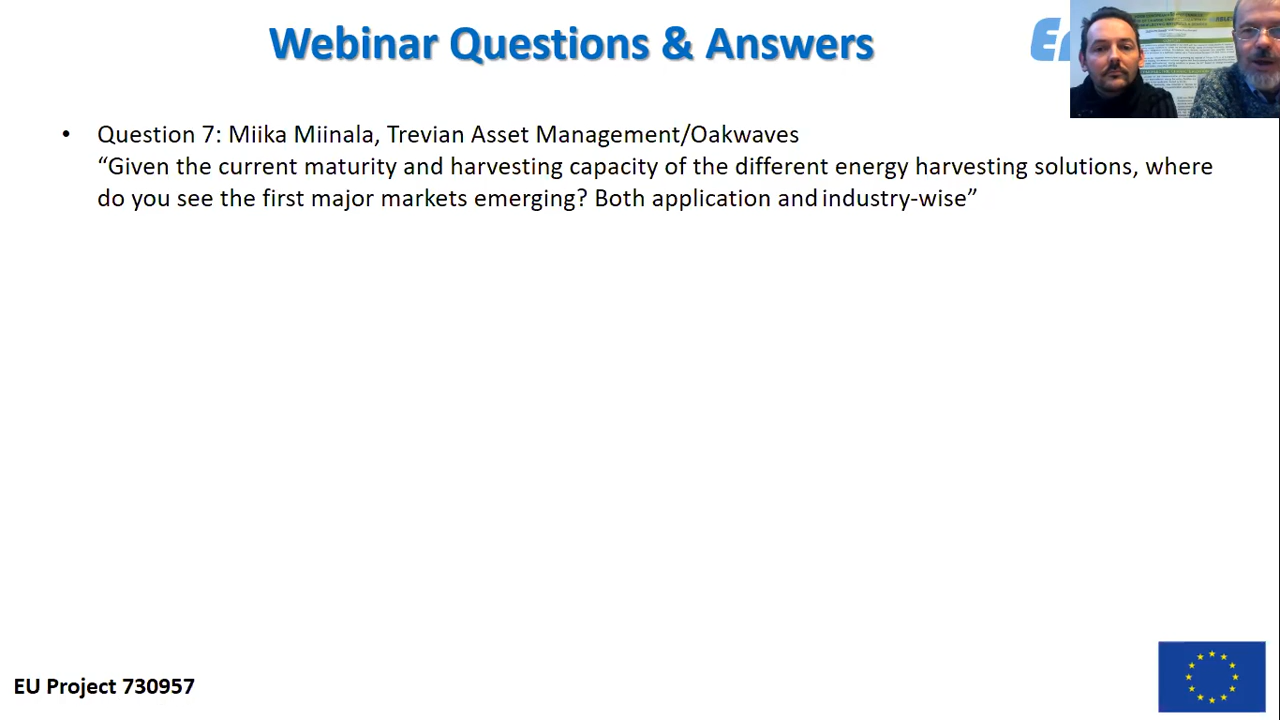 Webinar Questions & Answers
En
• Question 7: Miika Miinala, Trevian Asset Management/Oakwaves
“Given the current maturity and harvesting capacity of the different energy harvesting solutions, where
do you see the first major markets emerging? Both application and industry-wise”
EU Project 730957